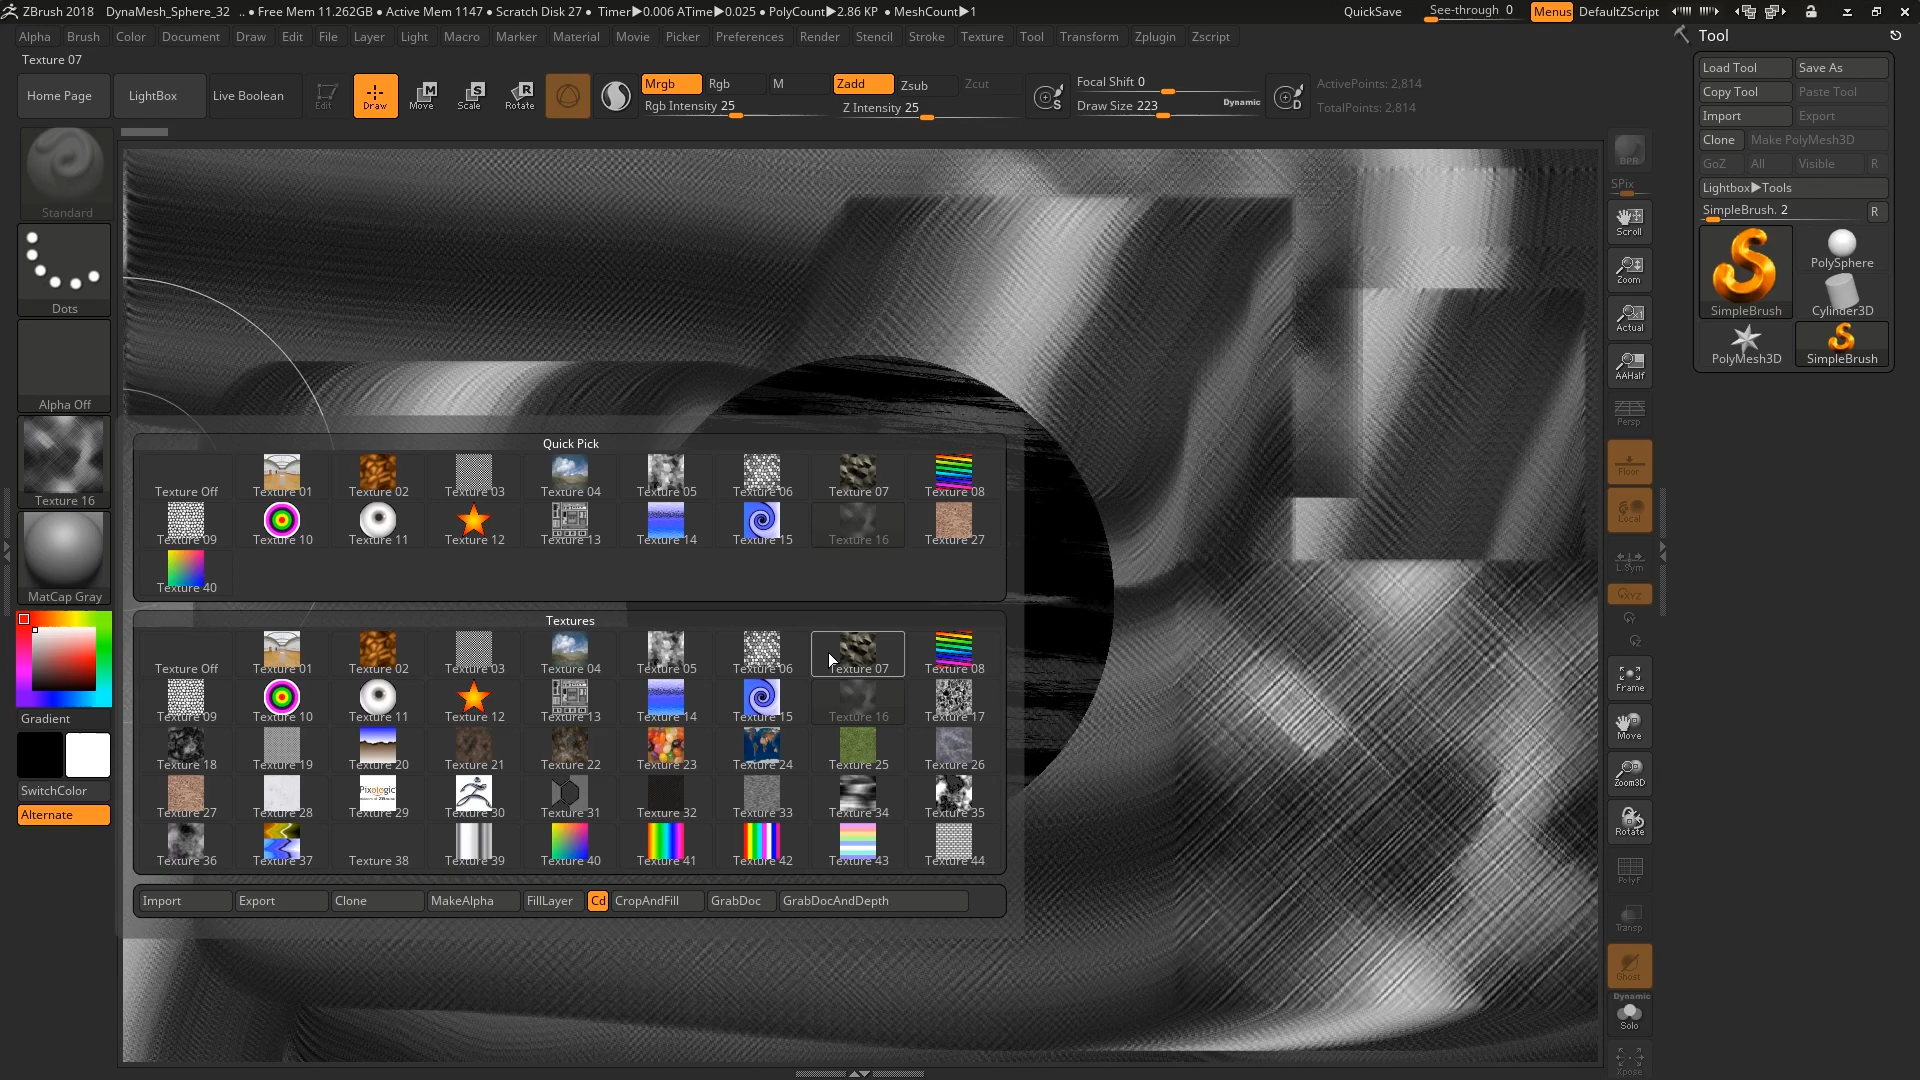 ZBrush 2018 DynaMesh_Sphere_32 .. • Free Mem 11.262GB • Active Mem 1147 • Scratch Disk 27 • Timer▶0.006 ATime▶0.025 • PolyCount▶2.86 KP • MeshCount▶1 QuickSave See-through 0 Menus DefaultZScript
Alpha Brush Color Document Draw Edit File Layer Light Macro Marker Material Movie Picker Preferences Render Stencil Stroke Texture Tool Transform Zplugin Zscript
Texture 07
Home Page LightBox Live Boolean Edit Draw Move Scale Rotate
Mrgb Rgb M Zadd Zsub Zcut
Rgb Intensity 25 Z Intensity 25
Focal Shift 0
Draw Size 223 Dynamic
ActivePoints: 2,814
TotalPoints: 2,814
Standard
Dots
Alpha Off
Texture 16
MatCap Gray
Gradient
SwitchColor
Alternate
Quick Pick
Texture Off Texture 01 Texture 02 Texture 03 Texture 04 Texture 05 Texture 06 Texture 07 Texture 08
Texture 09 Texture 10 Texture 11 Texture 12 Texture 13 Texture 14 Texture 15 Texture 16 Texture 27
Texture 40
Textures
Texture Off Texture 01 Texture 02 Texture 03 Texture 04 Texture 05 Texture 06 Texture 07 Texture 08
Texture 09 Texture 10 Texture 11 Texture 12 Texture 13 Texture 14 Texture 15 Texture 16 Texture 17
Texture 18 Texture 19 Texture 20 Texture 21 Texture 22 Texture 23 Texture 24 Texture 25 Texture 26
Pixologic
Texture 27 Texture 28 Texture 29 Texture 30 Texture 31 Texture 32 Texture 33 Texture 34 Texture 35
Texture 36 Texture 37 Texture 38 Texture 39 Texture 40 Texture 41 Texture 42 Texture 43 Texture 44
Import Export Clone MakeAlpha FillLayer Cd CropAndFill GrabDoc GrabDocAndDepth
BPR
SPix
Scroll
Zoom
Actual
AAHalf
Persp
Floor
Local
L.Sym
XYZ
Frame
Move
Zoom3D
Rotate
PolyF
Transp
Ghost
Dynamic
Solo
Xpose
Tool
Load Tool Save As
Copy Tool Paste Tool
Import Export
Clone Make PolyMesh3D
GoZ All Visible R
Lightbox▶Tools
SimpleBrush. 2 R
SimpleBrush PolySphere
Cylinder3D
PolyMesh3D SimpleBrush